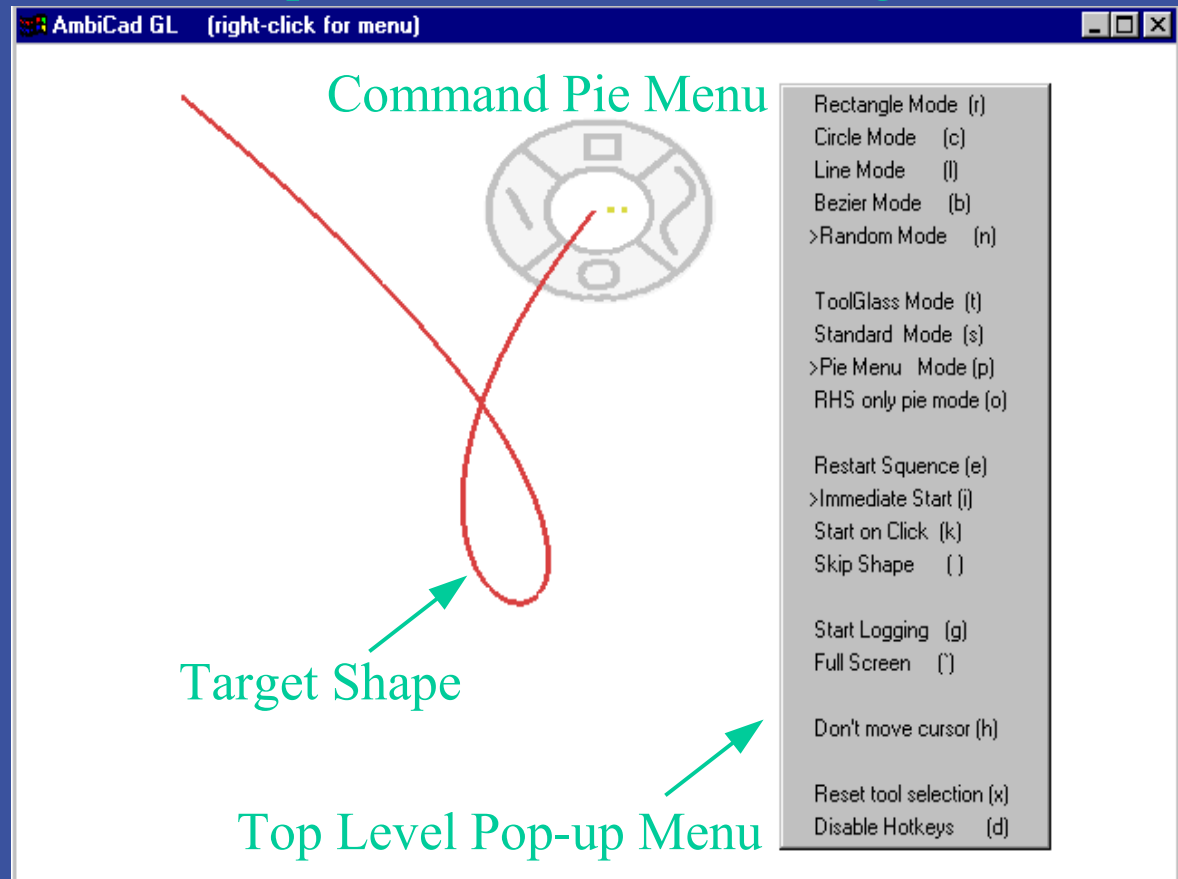 AmbiCad GL (right-click for menu)
Command Pie Menu
Rectangle Mode (r)
Circle Mode (c)
Line Mode (l)
Bezier Mode (b)
>Random Mode (n)
ToolGlass Mode (t)
Standard Mode (s)
>Pie Menu Mode (p)
RHS only pie mode (o)
Restart Squence (e)
>Immediate Start (i)
Start on Click (k)
Skip Shape ( )
Start Logging (g)
Full Screen (`)
Don't move cursor (h)
Reset tool selection (x)
Disable Hotkeys (d)
Target Shape
Top Level Pop-up Menu